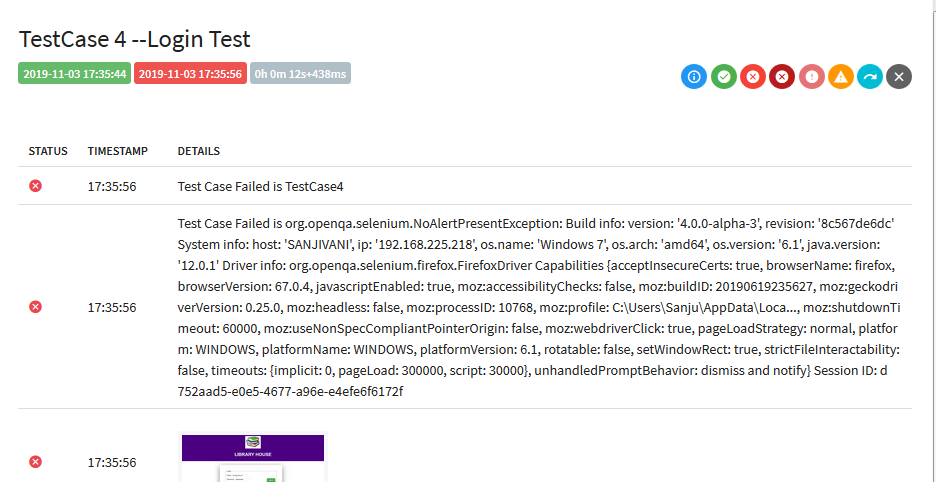 TestCase 4 --Login Test
2019-11-03 17:35:44 2019-11-03 17:35:56 0h 0m 12s+438ms
STATUS TIMESTAMP DETAILS
17:35:56 Test Case Failed is TestCase4
Test Case Failed is org.openqa.selenium.NoAlertPresentException: Build info: version: '4.0.0-alpha-3', revision: '8c567de6dc'
System info: host: 'SANJIVANI', ip: '192.168.225.218', os.name: 'Windows 7', os.arch: 'amd64', os.version: '6.1', java.version:
'12.0.1' Driver info: org.openqa.selenium.firefox.FirefoxDriver Capabilities {acceptInsecureCerts: true, browserName: firefox,
browserVersion: 67.0.4, javascriptEnabled: true, moz:accessibilityChecks: false, moz:buildID: 20190619235627, moz:geckodri
17:35:56 verVersion: 0.25.0, moz:headless: false, moz:processID: 10768, moz:profile: C:\Users\Sanju\AppData\Loca..., moz:shutdownTi
meout: 60000, moz:useNonSpecCompliantPointerOrigin: false, moz:webdriverClick: true, pageLoadStrategy: normal, platfor
m: WINDOWS, platformName: WINDOWS, platformVersion: 6.1, rotatable: false, setWindowRect: true, strictFileInteractability:
false, timeouts: {implicit: 0, pageLoad: 300000, script: 30000}, unhandledPromptBehavior: dismiss and notify} Session ID: d
752aad5-e0e5-4677-a96e-e4efe6f6172f
LIBRARY HOUSE
17:35:56